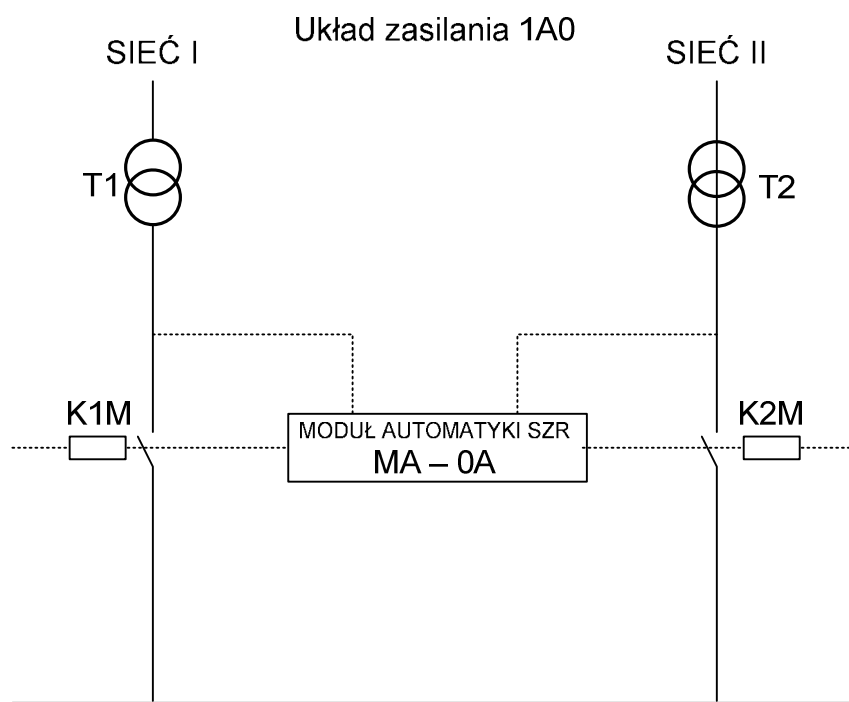 Układ zasilania 1A0
SIEĆ I
SIEĆ II
T1
T2
K1M
K2M
MODUŁ AUTOMATYKI SZR
MA – 0A